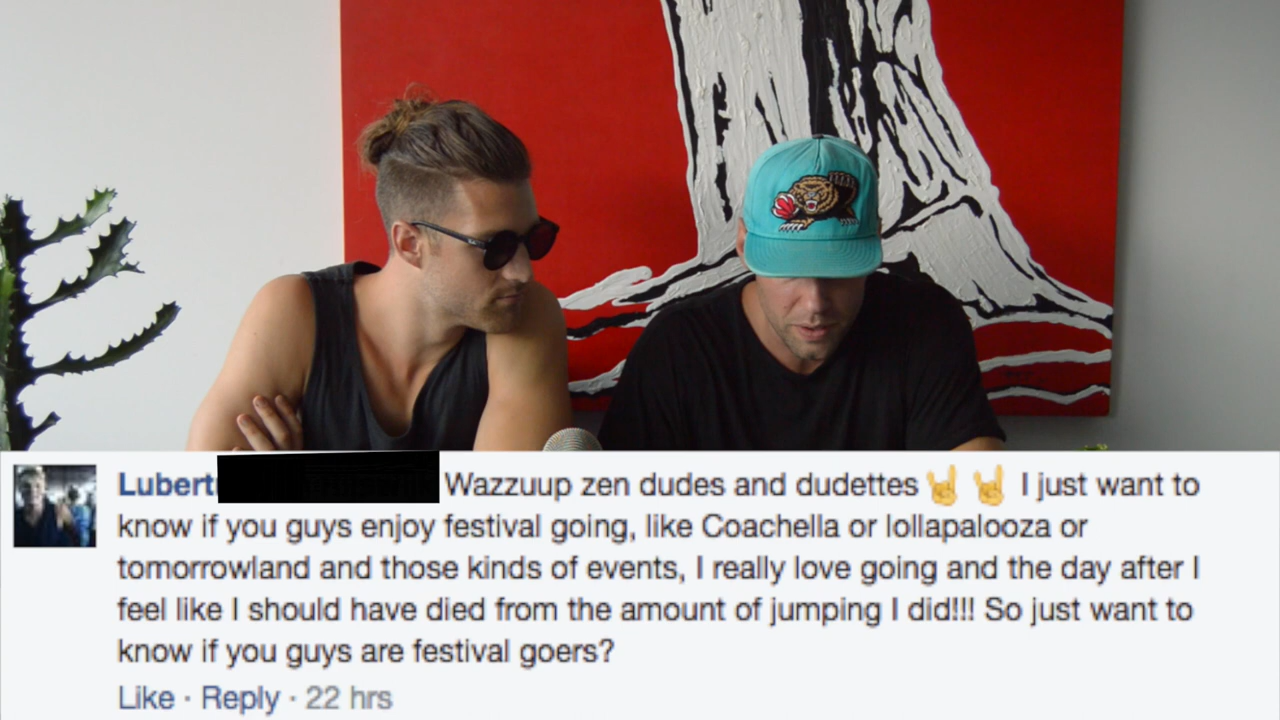 Lubert Wazzuup zen dudes and dudettes🤘🤘 I just want to
know if you guys enjoy festival going, like Coachella or lollapalooza or
tomorrowland and those kinds of events, I really love going and the day after I
feel like I should have died from the amount of jumping I did!!! So just want to
know if you guys are festival goers?
Like · Reply · 22 hrs